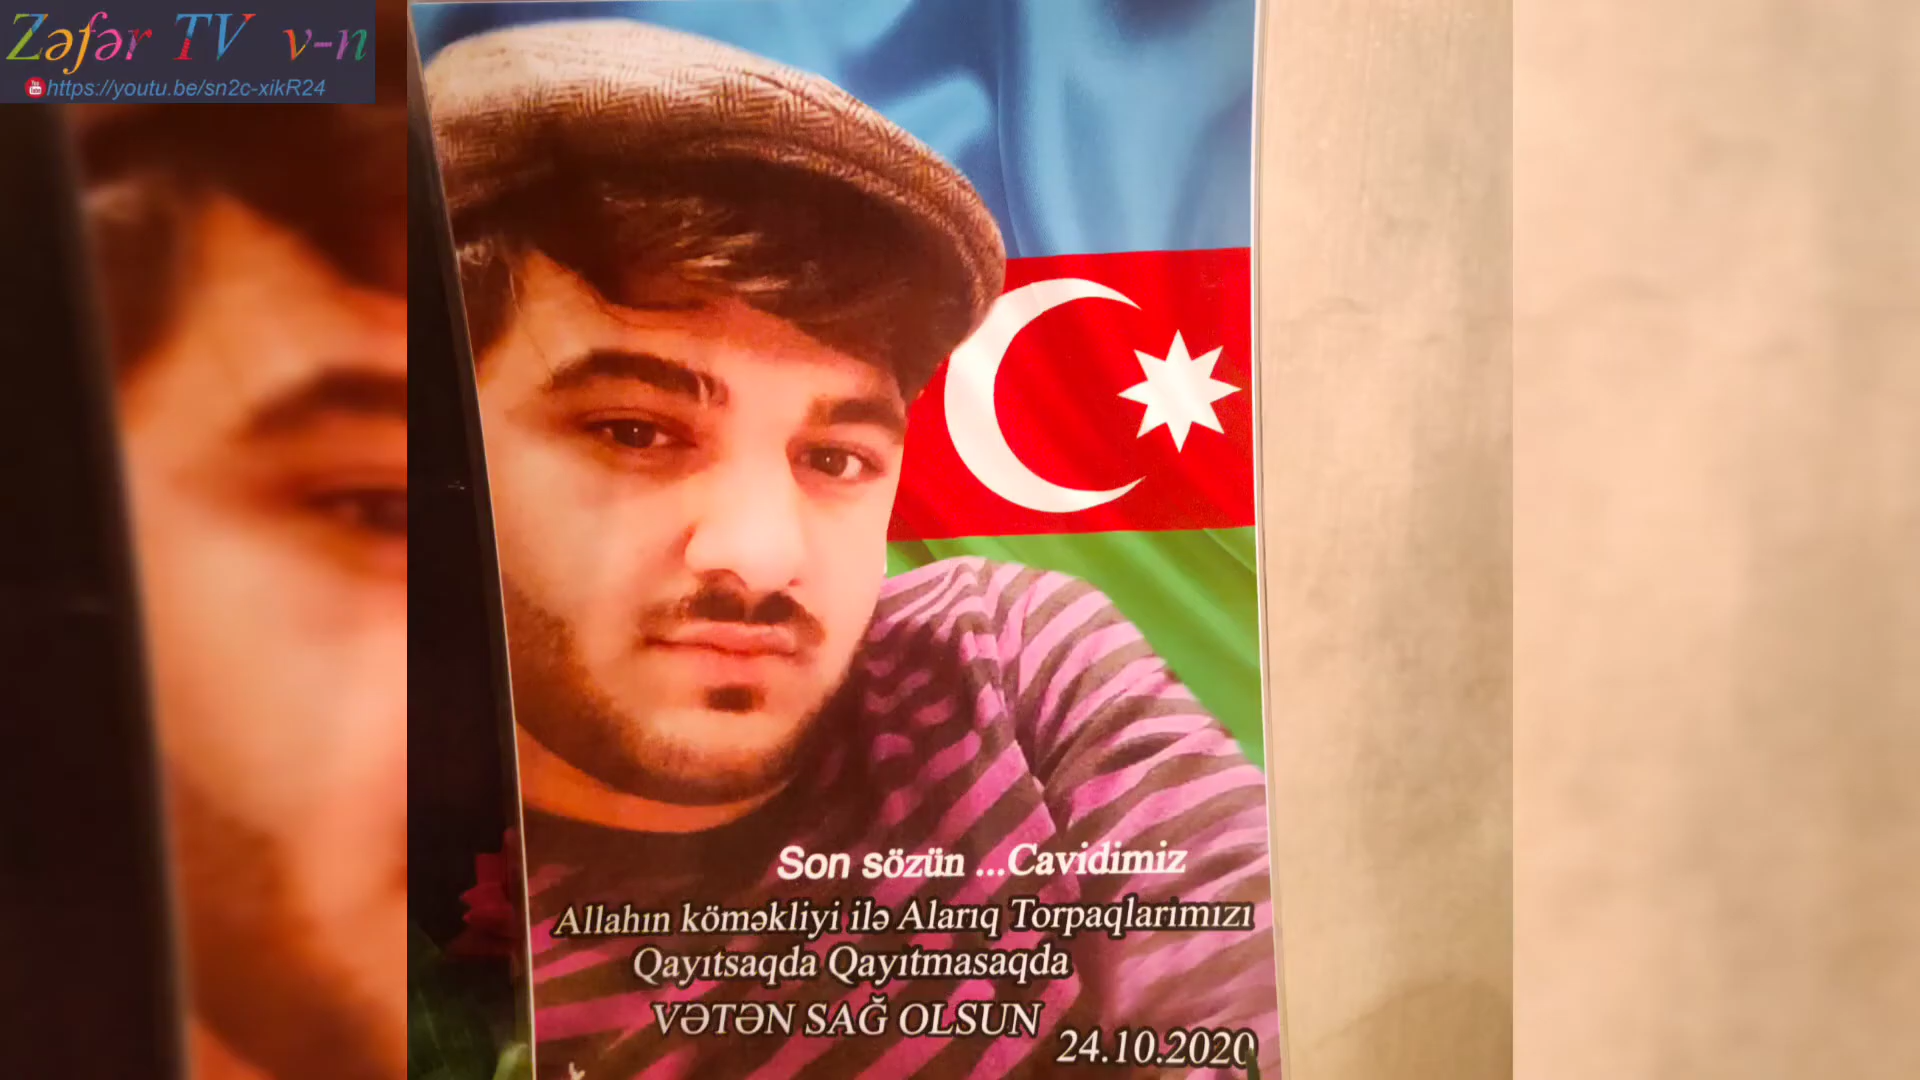 Zəfər TV v-n
https://youtu.be/sn2c-xikR24
Son sözün ...Cavidimiz
Allahın köməkliyi ilə Alarıq Torpaqlarımızı
Qayıtsaqda Qayıtmasaqda
VƏTƏN SAĞ OLSUN
24.10.2020